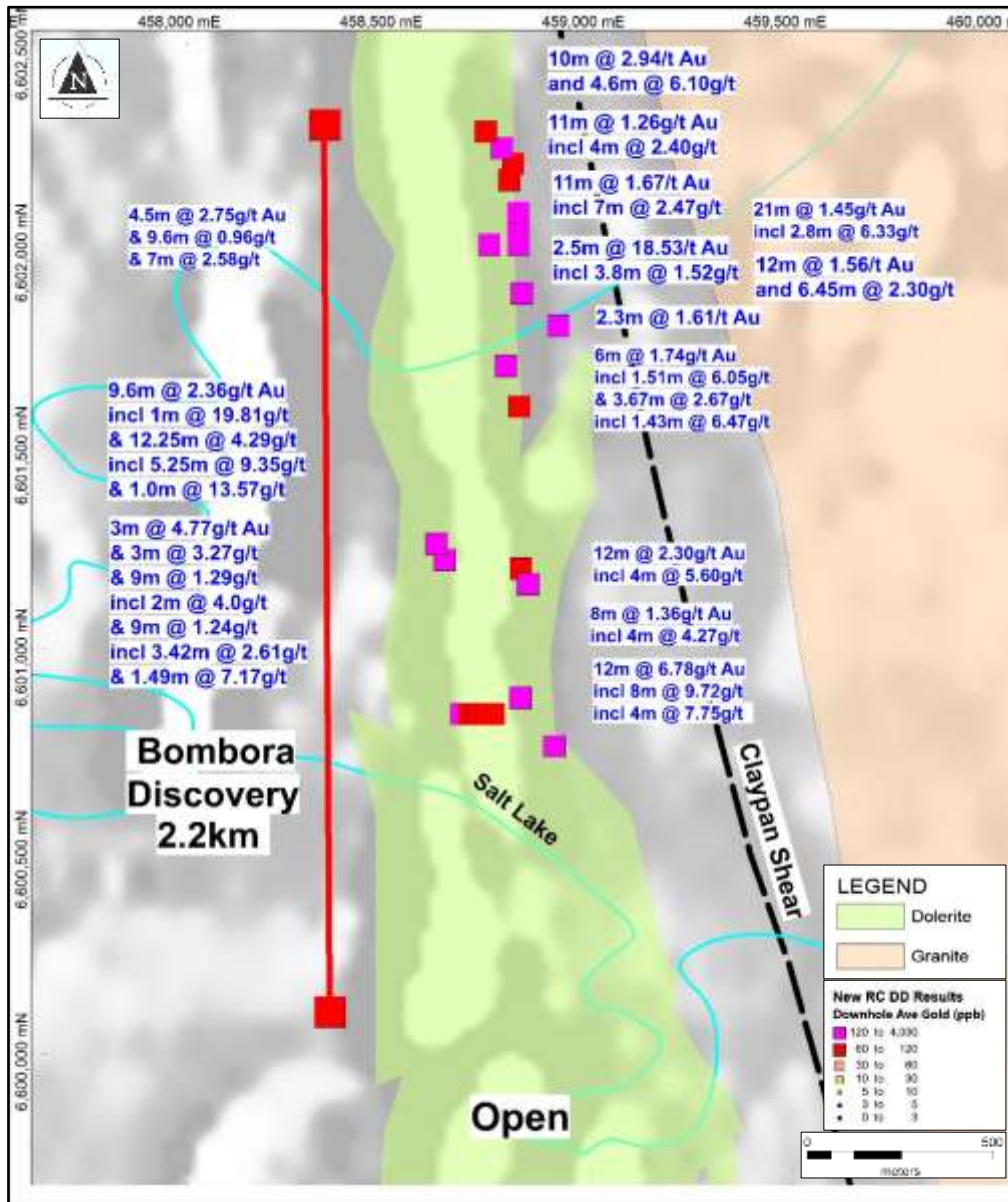 458,000 mE
458,500 mE
459,000 mE
459,500 mE
460,00
6,602,500 mN
6,602,000 mN
6,601,500 mN
6,601,000 mN
6,600,500 mN
6,600,000 mN
N
10m @ 2.94/t Au
and 4.6m @ 6.10g/t
11m @ 1.26g/t Au
incl 4m @ 2.40g/t
11m @ 1.67/t Au
incl 7m @ 2.47g/t
2.5m @ 18.53/t Au
incl 3.8m @ 1.52g/t
21m @ 1.45g/t Au
incl 2.8m @ 6.33g/t
12m @ 1.56/t Au
and 6.45m @ 2.30g/t
2.3m @ 1.61/t Au
6m @ 1.74g/t Au
incl 1.51m @ 6.05g/t
& 3.67m @ 2.67g/t
incl 1.43m @ 6.47g/t
4.5m @ 2.75g/t Au
& 9.6m @ 0.96g/t
& 7m @ 2.58g/t
9.6m @ 2.36g/t Au
incl 1m @ 19.81g/t
& 12.25m @ 4.29g/t
incl 5.25m @ 9.35g/t
& 1.0m @ 13.57g/t
3m @ 4.77g/t Au
& 3m @ 3.27g/t
& 9m @ 1.29g/t
incl 2m @ 4.0g/t
& 9m @ 1.24g/t
incl 3.42m @ 2.61g/t
& 1.49m @ 7.17g/t
12m @ 2.30g/t Au
incl 4m @ 5.60g/t
8m @ 1.36g/t Au
incl 4m @ 4.27g/t
12m @ 6.78g/t Au
incl 8m @ 9.72g/t
incl 4m @ 7.75g/t
Bombora
Discovery
2.2km
Salt Lake
Claypan Shear
Open
LEGEND
Dolerite
Granite
New RC DD Results
Downhole Ave Gold (ppb)
120 to 4,000
60 to 120
30 to 60
10 to 30
5 to 10
3 to 5
0 to 3
0 500
meters